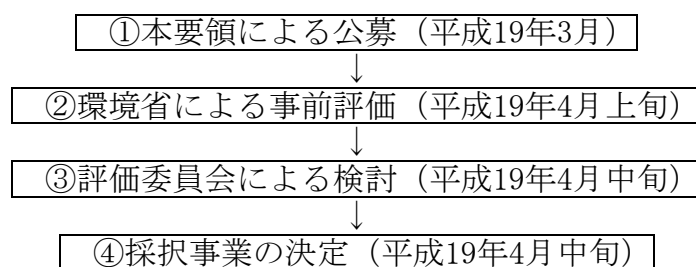 ①本要領による公募（平成19年3月）
↓
②環境省による事前評価（平成19年4月上旬）
↓
③評価委員会による検討（平成19年4月中旬）
↓
④採択事業の決定（平成19年4月中旬）